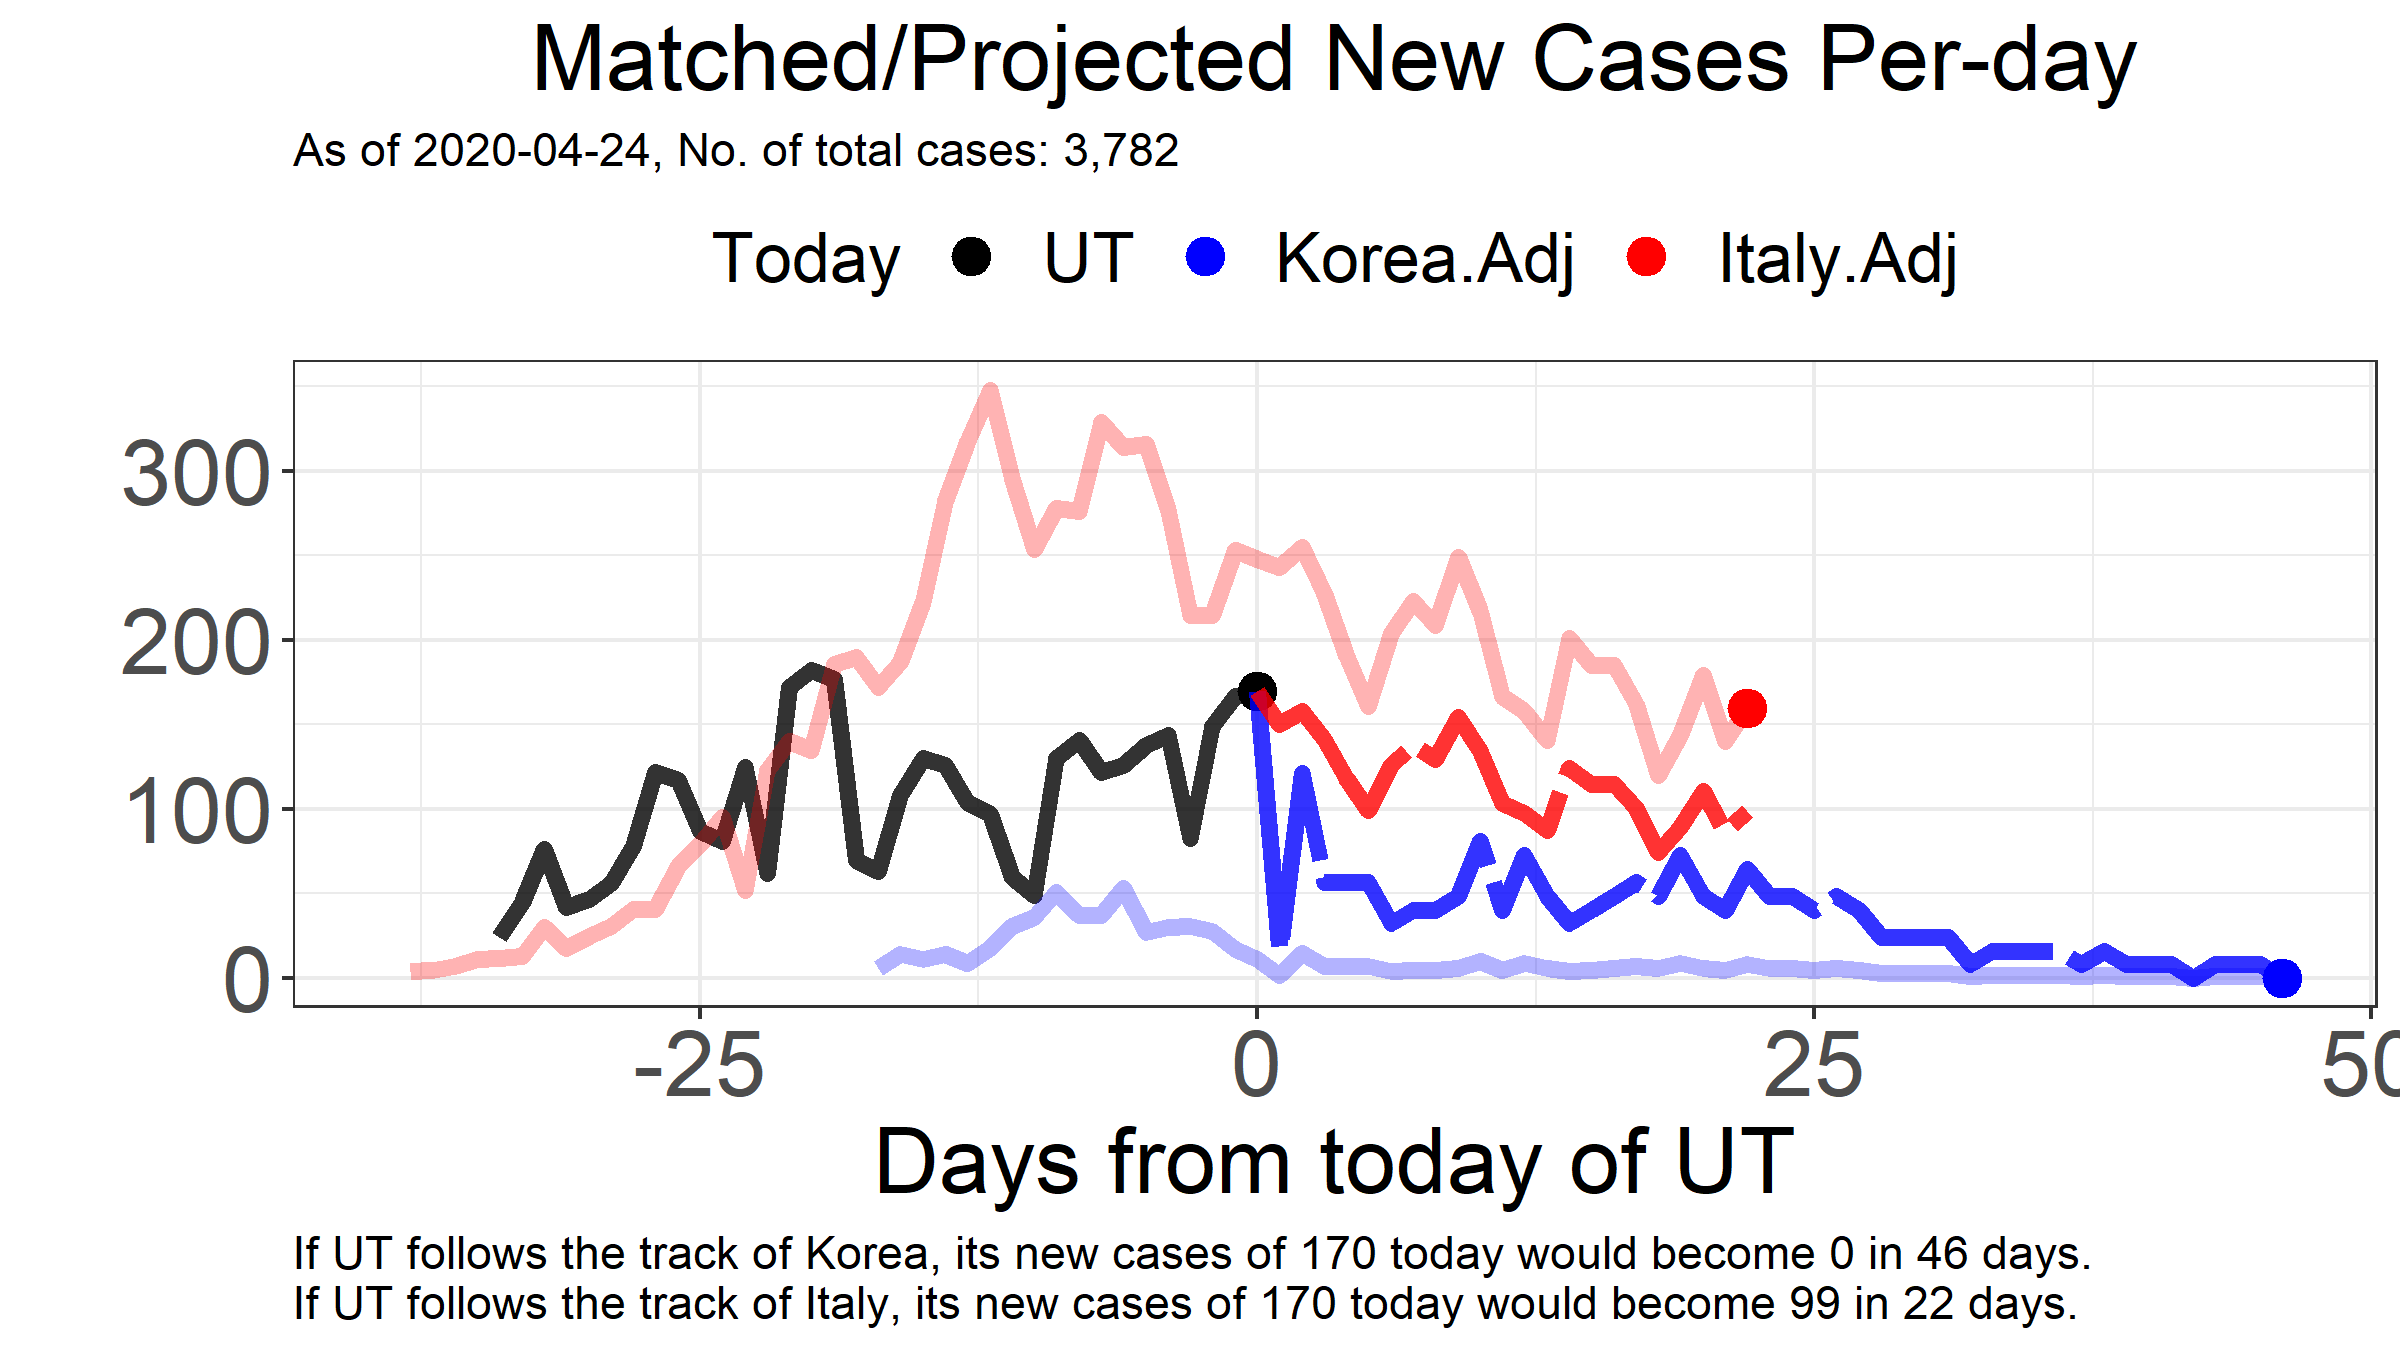 Matched/Projected New Cases Per-day
As of 2020-04-24, No. of total cases: 3,782
Today UT Korea.Adj Italy.Adj
300
200
100
0
-25 0 25 50
Days from today of UT
If UT follows the track of Korea, its new cases of 170 today would become 0 in 46 days.
If UT follows the track of Italy, its new cases of 170 today would become 99 in 22 days.